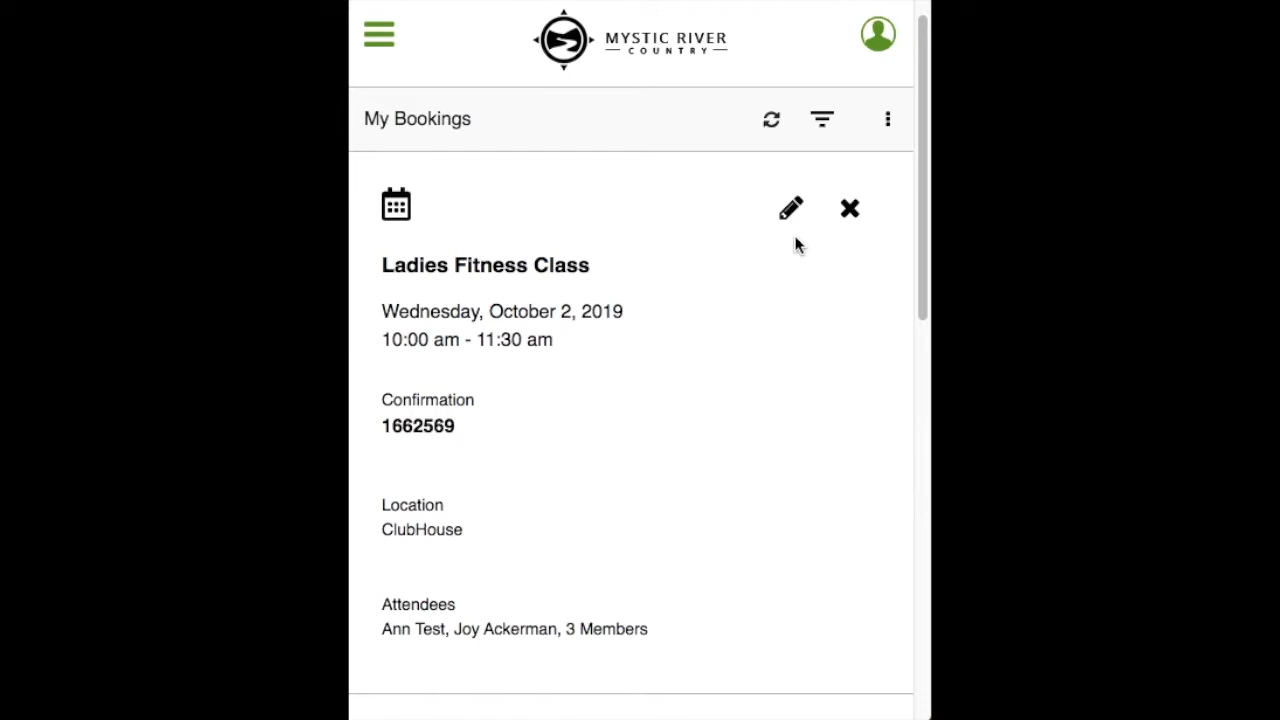 MYSTIC RIVER
COUNTRY
My Bookings
Ladies Fitness Class
Wednesday, October 2, 2019
10:00 am - 11:30 am
Confirmation
1662569
Location
ClubHouse
Attendees
Ann Test, Joy Ackerman, 3 Members